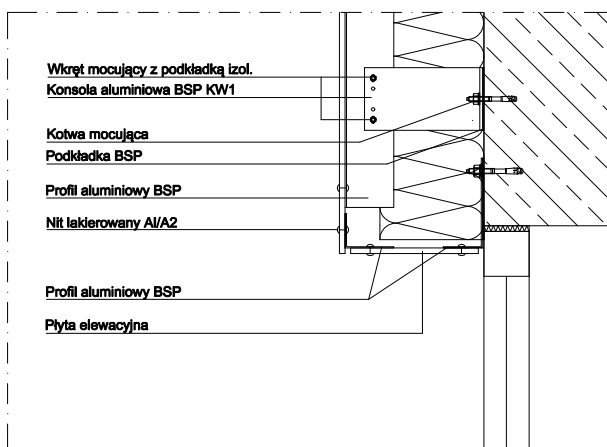 Wkręt mocujący z podkładką izol.
Konsola aluminiowa BSP KW1
Kotwa mocująca
Podkładka BSP
Profil aluminiowy BSP
Nit lakierowany Al/A2
Profil aluminiowy BSP
Płyta elewacyjna